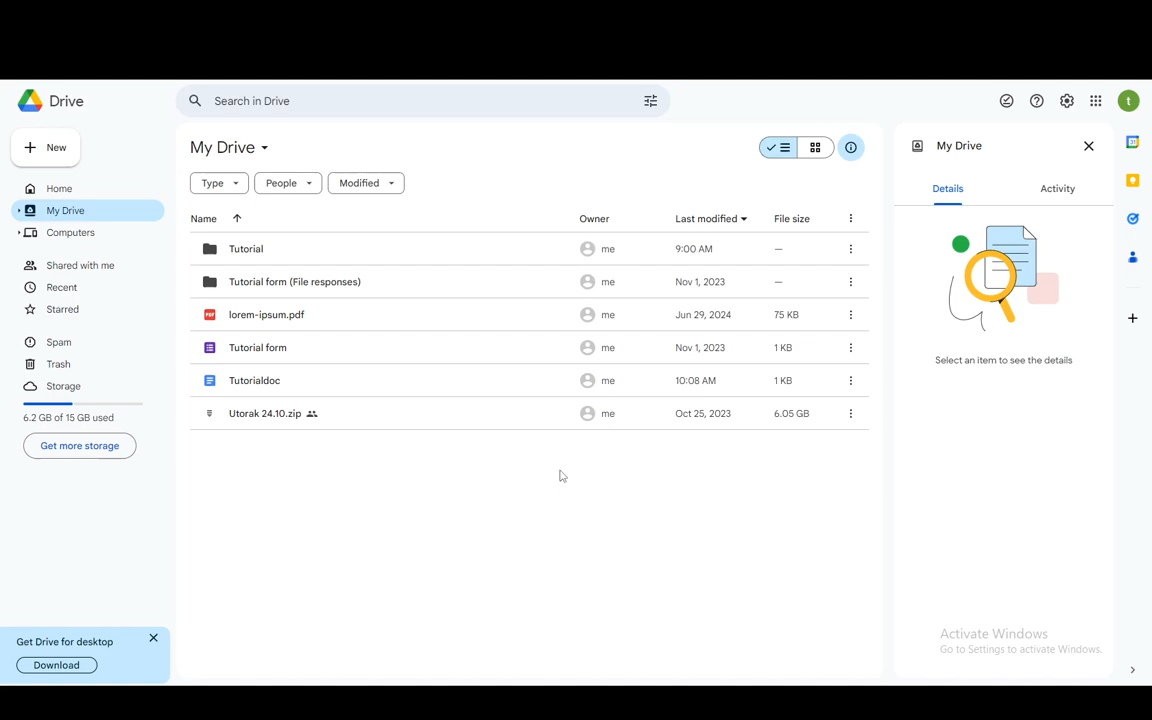 Drive
Search in Drive
t
New
Home
My Drive
Computers
Shared with me
Recent
Starred
Spam
Trash
Storage
6.2 GB of 15 GB used
Get more storage
Get Drive for desktop
Download
My Drive
Type
People
Modified
Name Owner Last modified File size
Tutorial me 9:00 AM —
Tutorial form (File responses) me Nov 1, 2023 —
PDF lorem-ipsum.pdf me Jun 29, 2024 75 KB
Tutorial form me Nov 1, 2023 1 KB
Tutorialdoc me 10:08 AM 1 KB
Utorak 24.10.zip me Oct 25, 2023 6.05 GB
My Drive
Details Activity
Select an item to see the details
Activate Windows
Go to Settings to activate Windows.